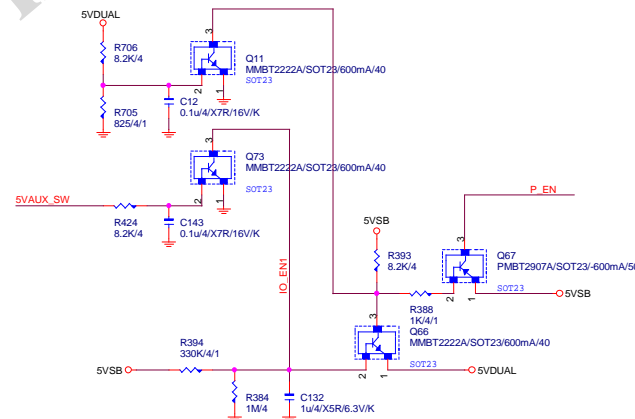 5VDUAL
R706
8.2K/4
3
Q11
MMBT2222A/SOT23/600mA/40
SOT23
2
1
R705
825/4/1
C12
0.1u/4/X7R/16V/K
3
Q73
MMBT2222A/SOT23/600mA/40
SOT23
2
1
5VAUX_SW
R424
8.2K/4
C143
0.1u/4/X7R/16V/K
P_EN
5VSB
R393
8.2K/4
3
Q67
PMBT2907A/SOT23/-600mA/50
SOT23
2
1
5VSB
IO_EN1
R388
1K/4/1
3
Q66
MMBT2222A/SOT23/600mA/40
SOT23
2
1
5VDUAL
R394
330K/4/1
5VSB
R384
1M/4
C132
1u/4/X5R/6.3V/K